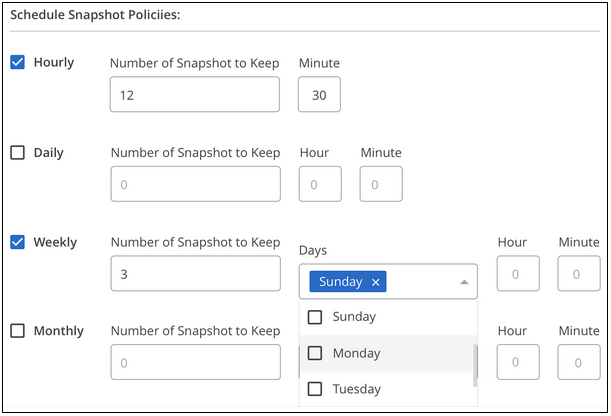 Schedule Snapshot Policiies:
Hourly Number of Snapshot to Keep Minute
12 30
Daily Number of Snapshot to Keep Hour Minute
0 0 0
Weekly Number of Snapshot to Keep Days Hour Minute
3 Sunday × 0 0
Sunday
Monthly Number of Snapshot to Keep Hour Minute
Monday
0 0 0
Tuesday